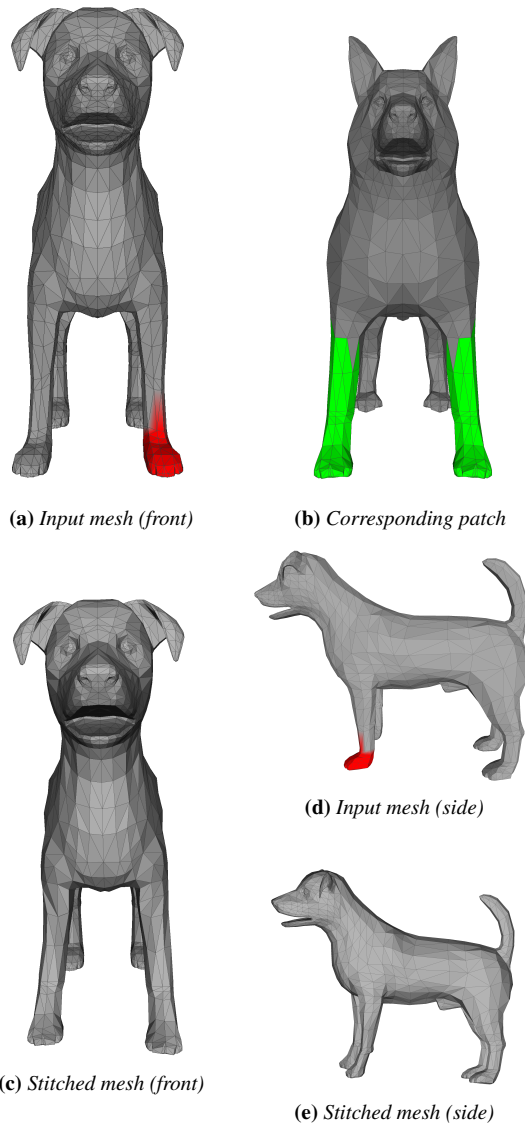 (a) Input mesh (front)
(b) Corresponding patch
(d) Input mesh (side)
(c) Stitched mesh (front)
(e) Stitched mesh (side)